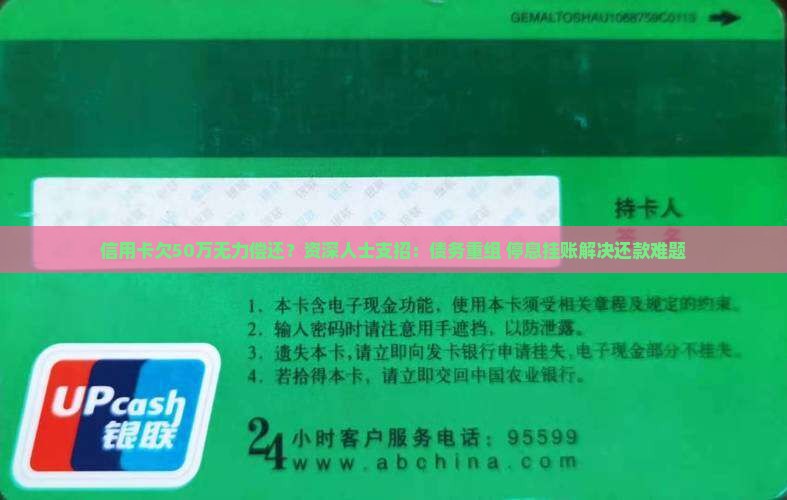 GEMALTOSHAU1068759C0119
持卡人
签 名
信用卡欠50万无力偿还？资深人士支招：债务重组 停息挂账解决还款难题
1、本卡含电子现金功能，使用本卡须受相关章程及规定的约束。
2、输入密码时请注意用手遮挡，以防泄露。
3、遗失本卡,请立即向发卡银行申请挂失,电子现金部分不挂失。
4、若拾得本卡，请立即交回中国农业银行。
UPcash
银联
24小时客户服务电话：95599
www.abchina.com